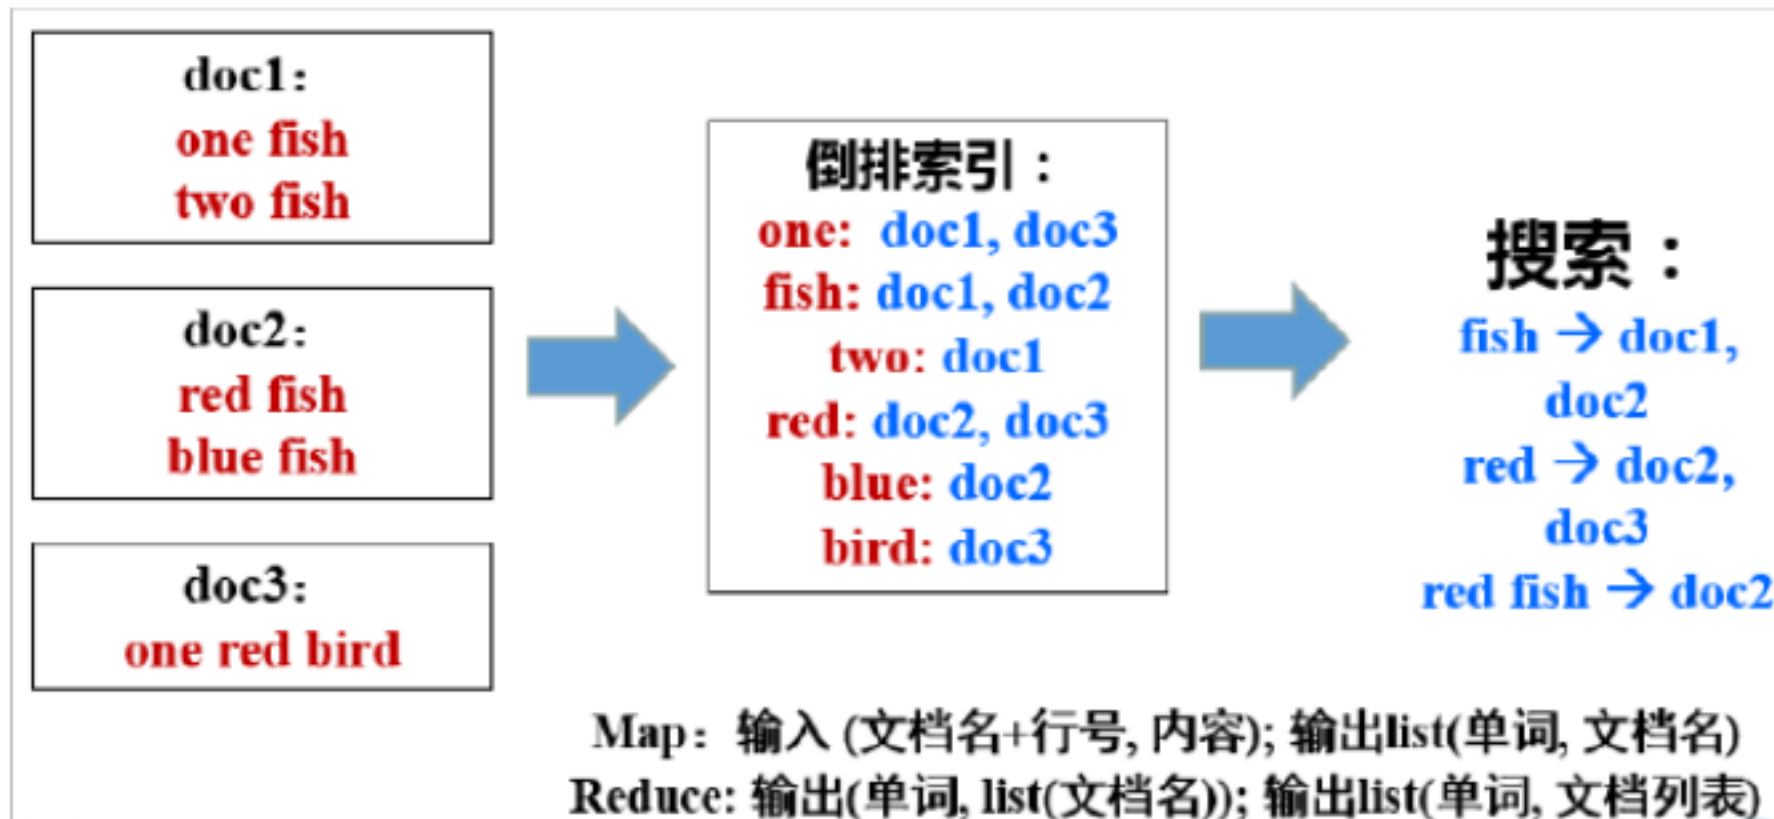 doc1:
one fish
two fish
doc2:
red fish
blue fish
doc3:
one red bird
倒排索引：
one: doc1, doc3
fish: doc1, doc2
two: doc1
red: doc2, doc3
blue: doc2
bird: doc3
搜索：
fish → doc1,
doc2
red → doc2,
doc3
red fish → doc2
Map：输入 (文档名+行号, 内容); 输出list(单词, 文档名)
Reduce: 输出(单词, list(文档名)); 输出list(单词, 文档列表)